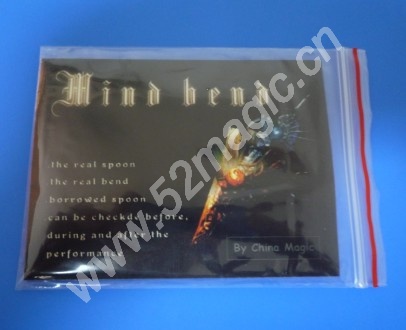 Mind bend
.the real spoon
the real bend
borrowed spoon
can be checkde before,
during and after the
performance
By China Magic
www.52magic.cn